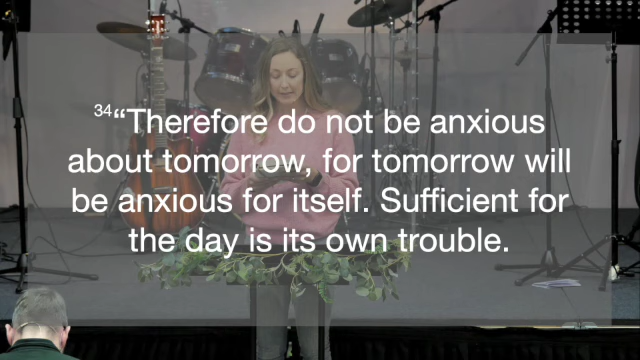 34“Therefore do not be anxious
about tomorrow, for tomorrow will
be anxious for itself. Sufficient for
the day is its own trouble.